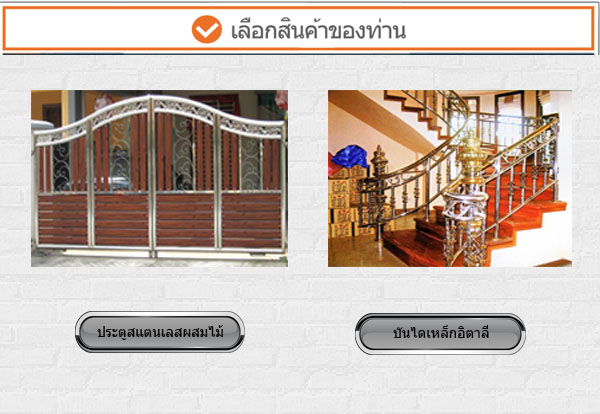 เลือกสินค้าของท่าน
ประตูสแตนเลสผสมไม้
บันไดเหล็กอิตาลี